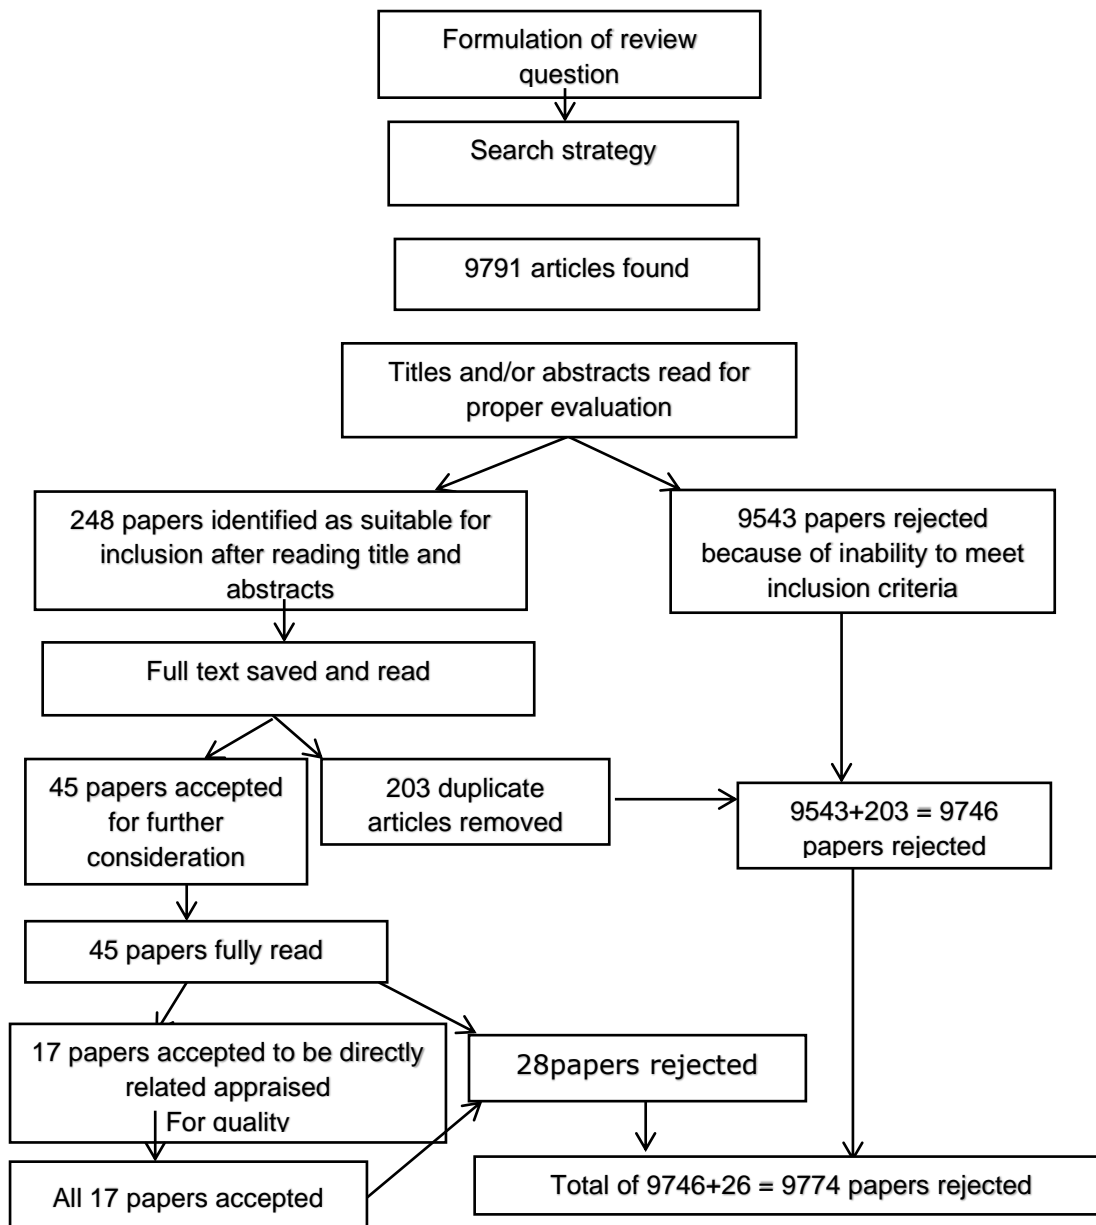 Formulation of review
question
Search strategy
9791 articles found
Titles and/or abstracts read for
proper evaluation
248 papers identified as suitable for
inclusion after reading title and
abstracts
9543 papers rejected
because of inability to meet
inclusion criteria
Full text saved and read
45 papers accepted
for further
consideration
203 duplicate
articles removed
9543+203 = 9746
papers rejected
45 papers fully read
17 papers accepted to be directly
related appraised
For quality
28papers rejected
All 17 papers accepted
Total of 9746+26 = 9774 papers rejected